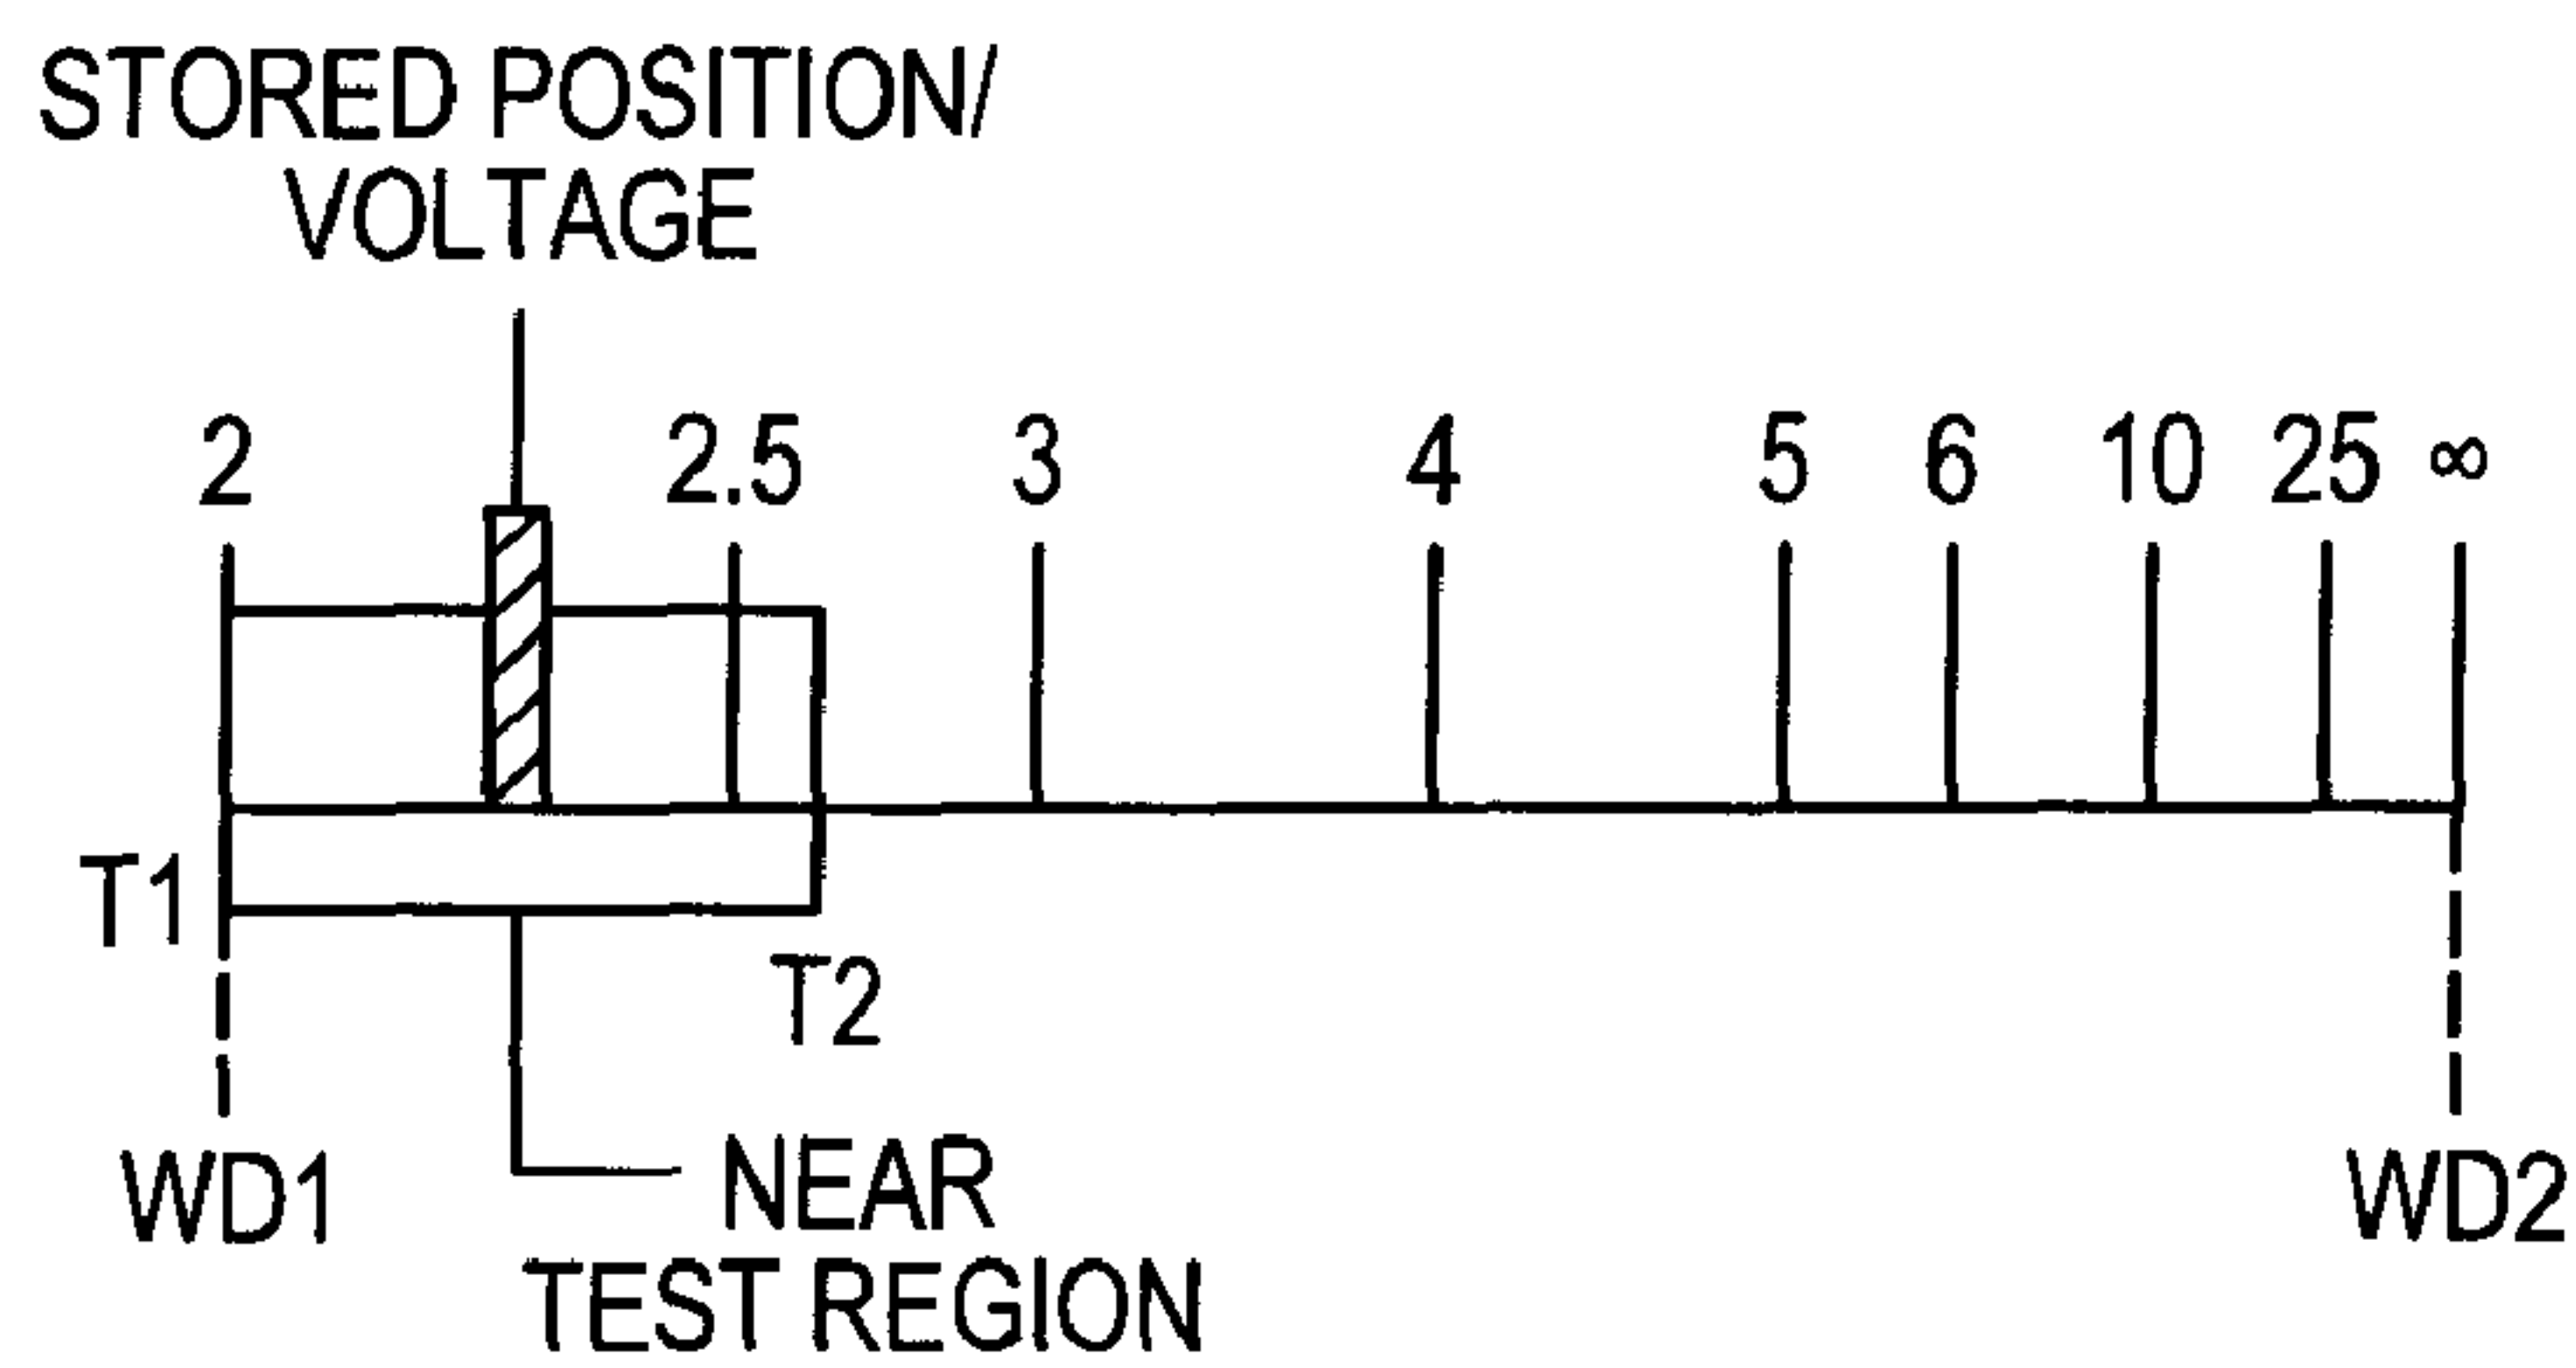 STORED POSITION/
VOLTAGE
2 2.5 3 4 5 6 10 25 ∞
T1
T2
WD1
WD2
NEAR
TEST REGION